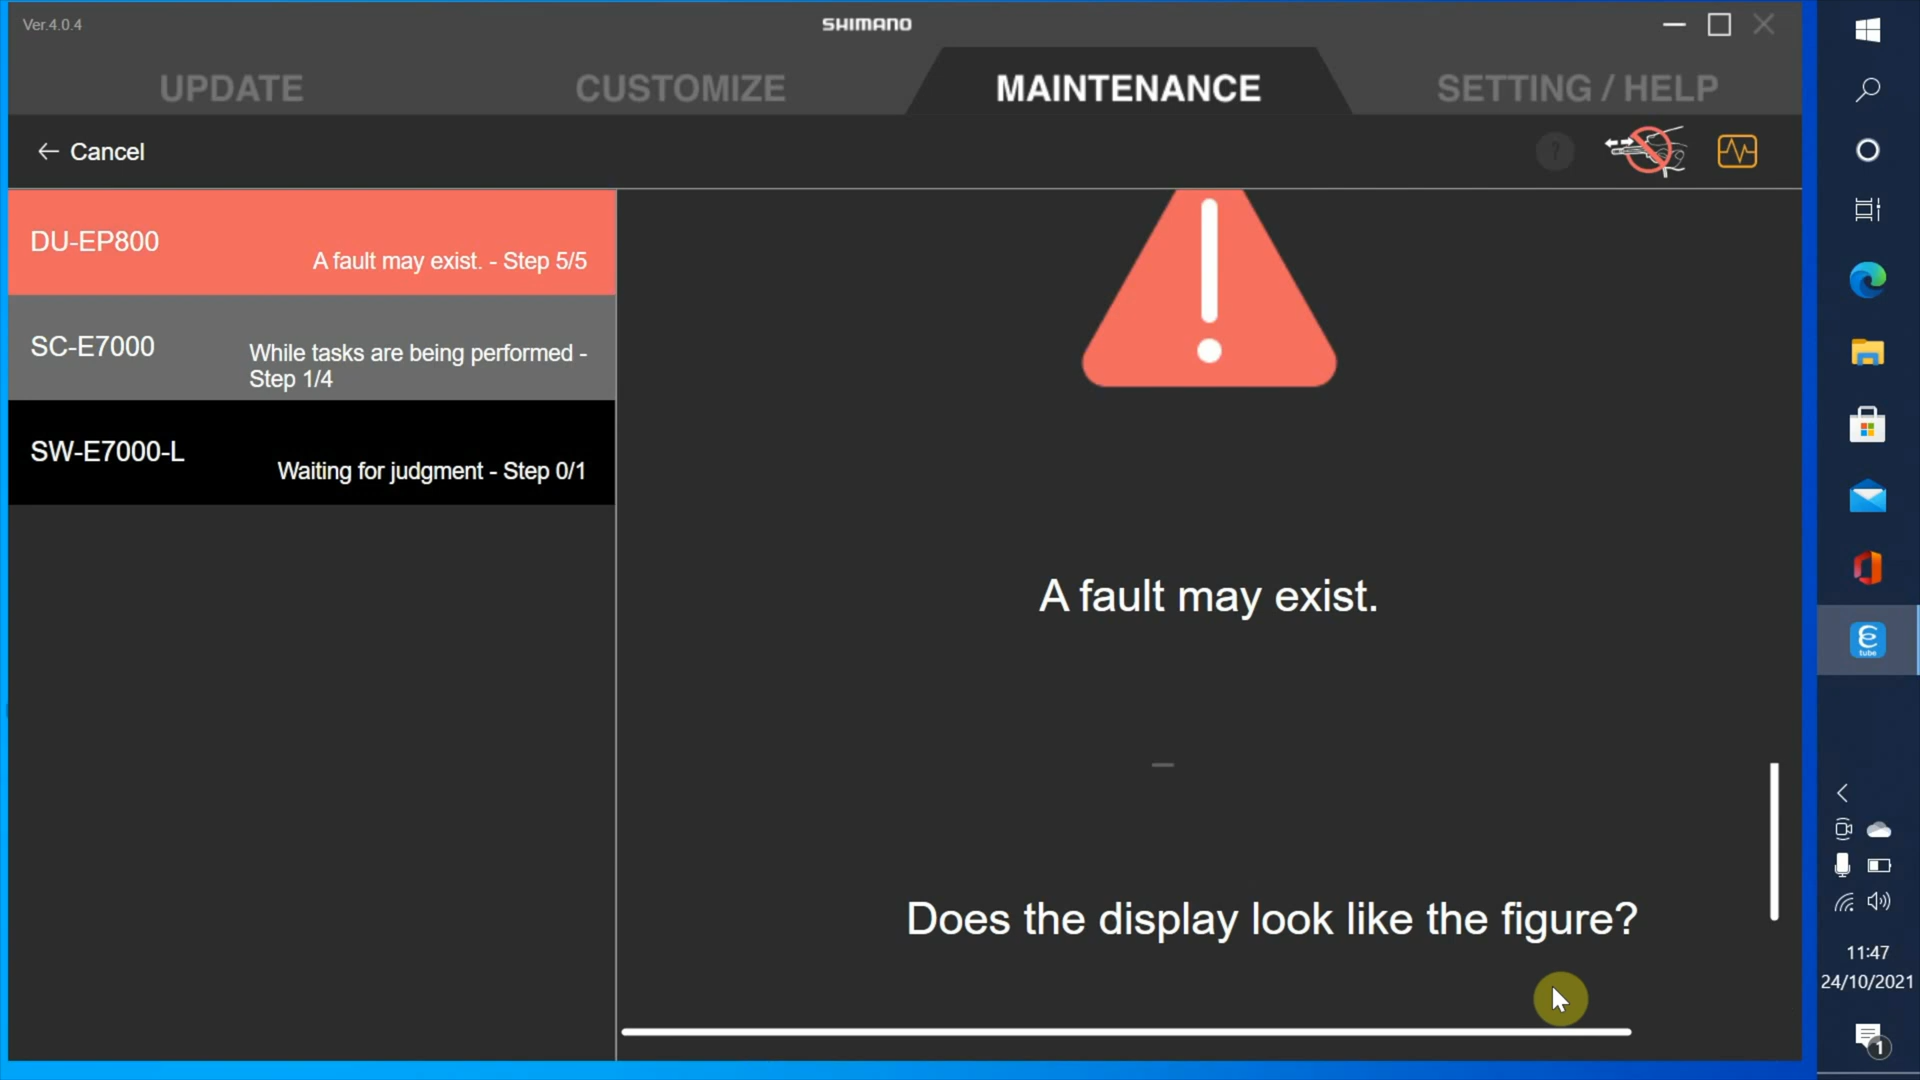 Ver.4.0.4
SHIMANO
UPDATE
CUSTOMIZE
MAINTENANCE
SETTING / HELP
← Cancel
?
DU-EP800
A fault may exist. - Step 5/5
SC-E7000
While tasks are being performed -
Step 1/4
SW-E7000-L
Waiting for judgment - Step 0/1
A fault may exist.
Does the display look like the figure?
tube
11:47
24/10/2021
1